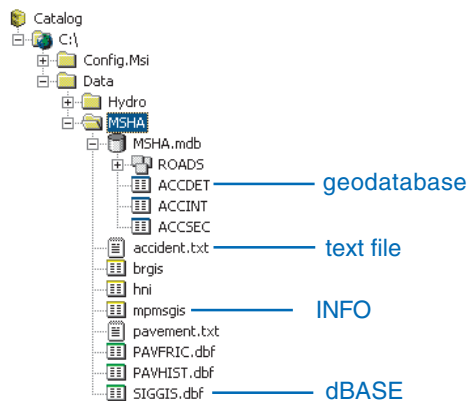 Catalog
C:\
Config.Msi
Data
Hydro
MSHA
MSHA.mdb
ROADS
ACCDET geodatabase
ACCINT
ACCSEC
accident.txt text file
brgis
hni
mpmsgis INFO
pavement.txt
PAVFRIC.dbf
PAVHIST.dbf
SIGGIS.dbf dBASE